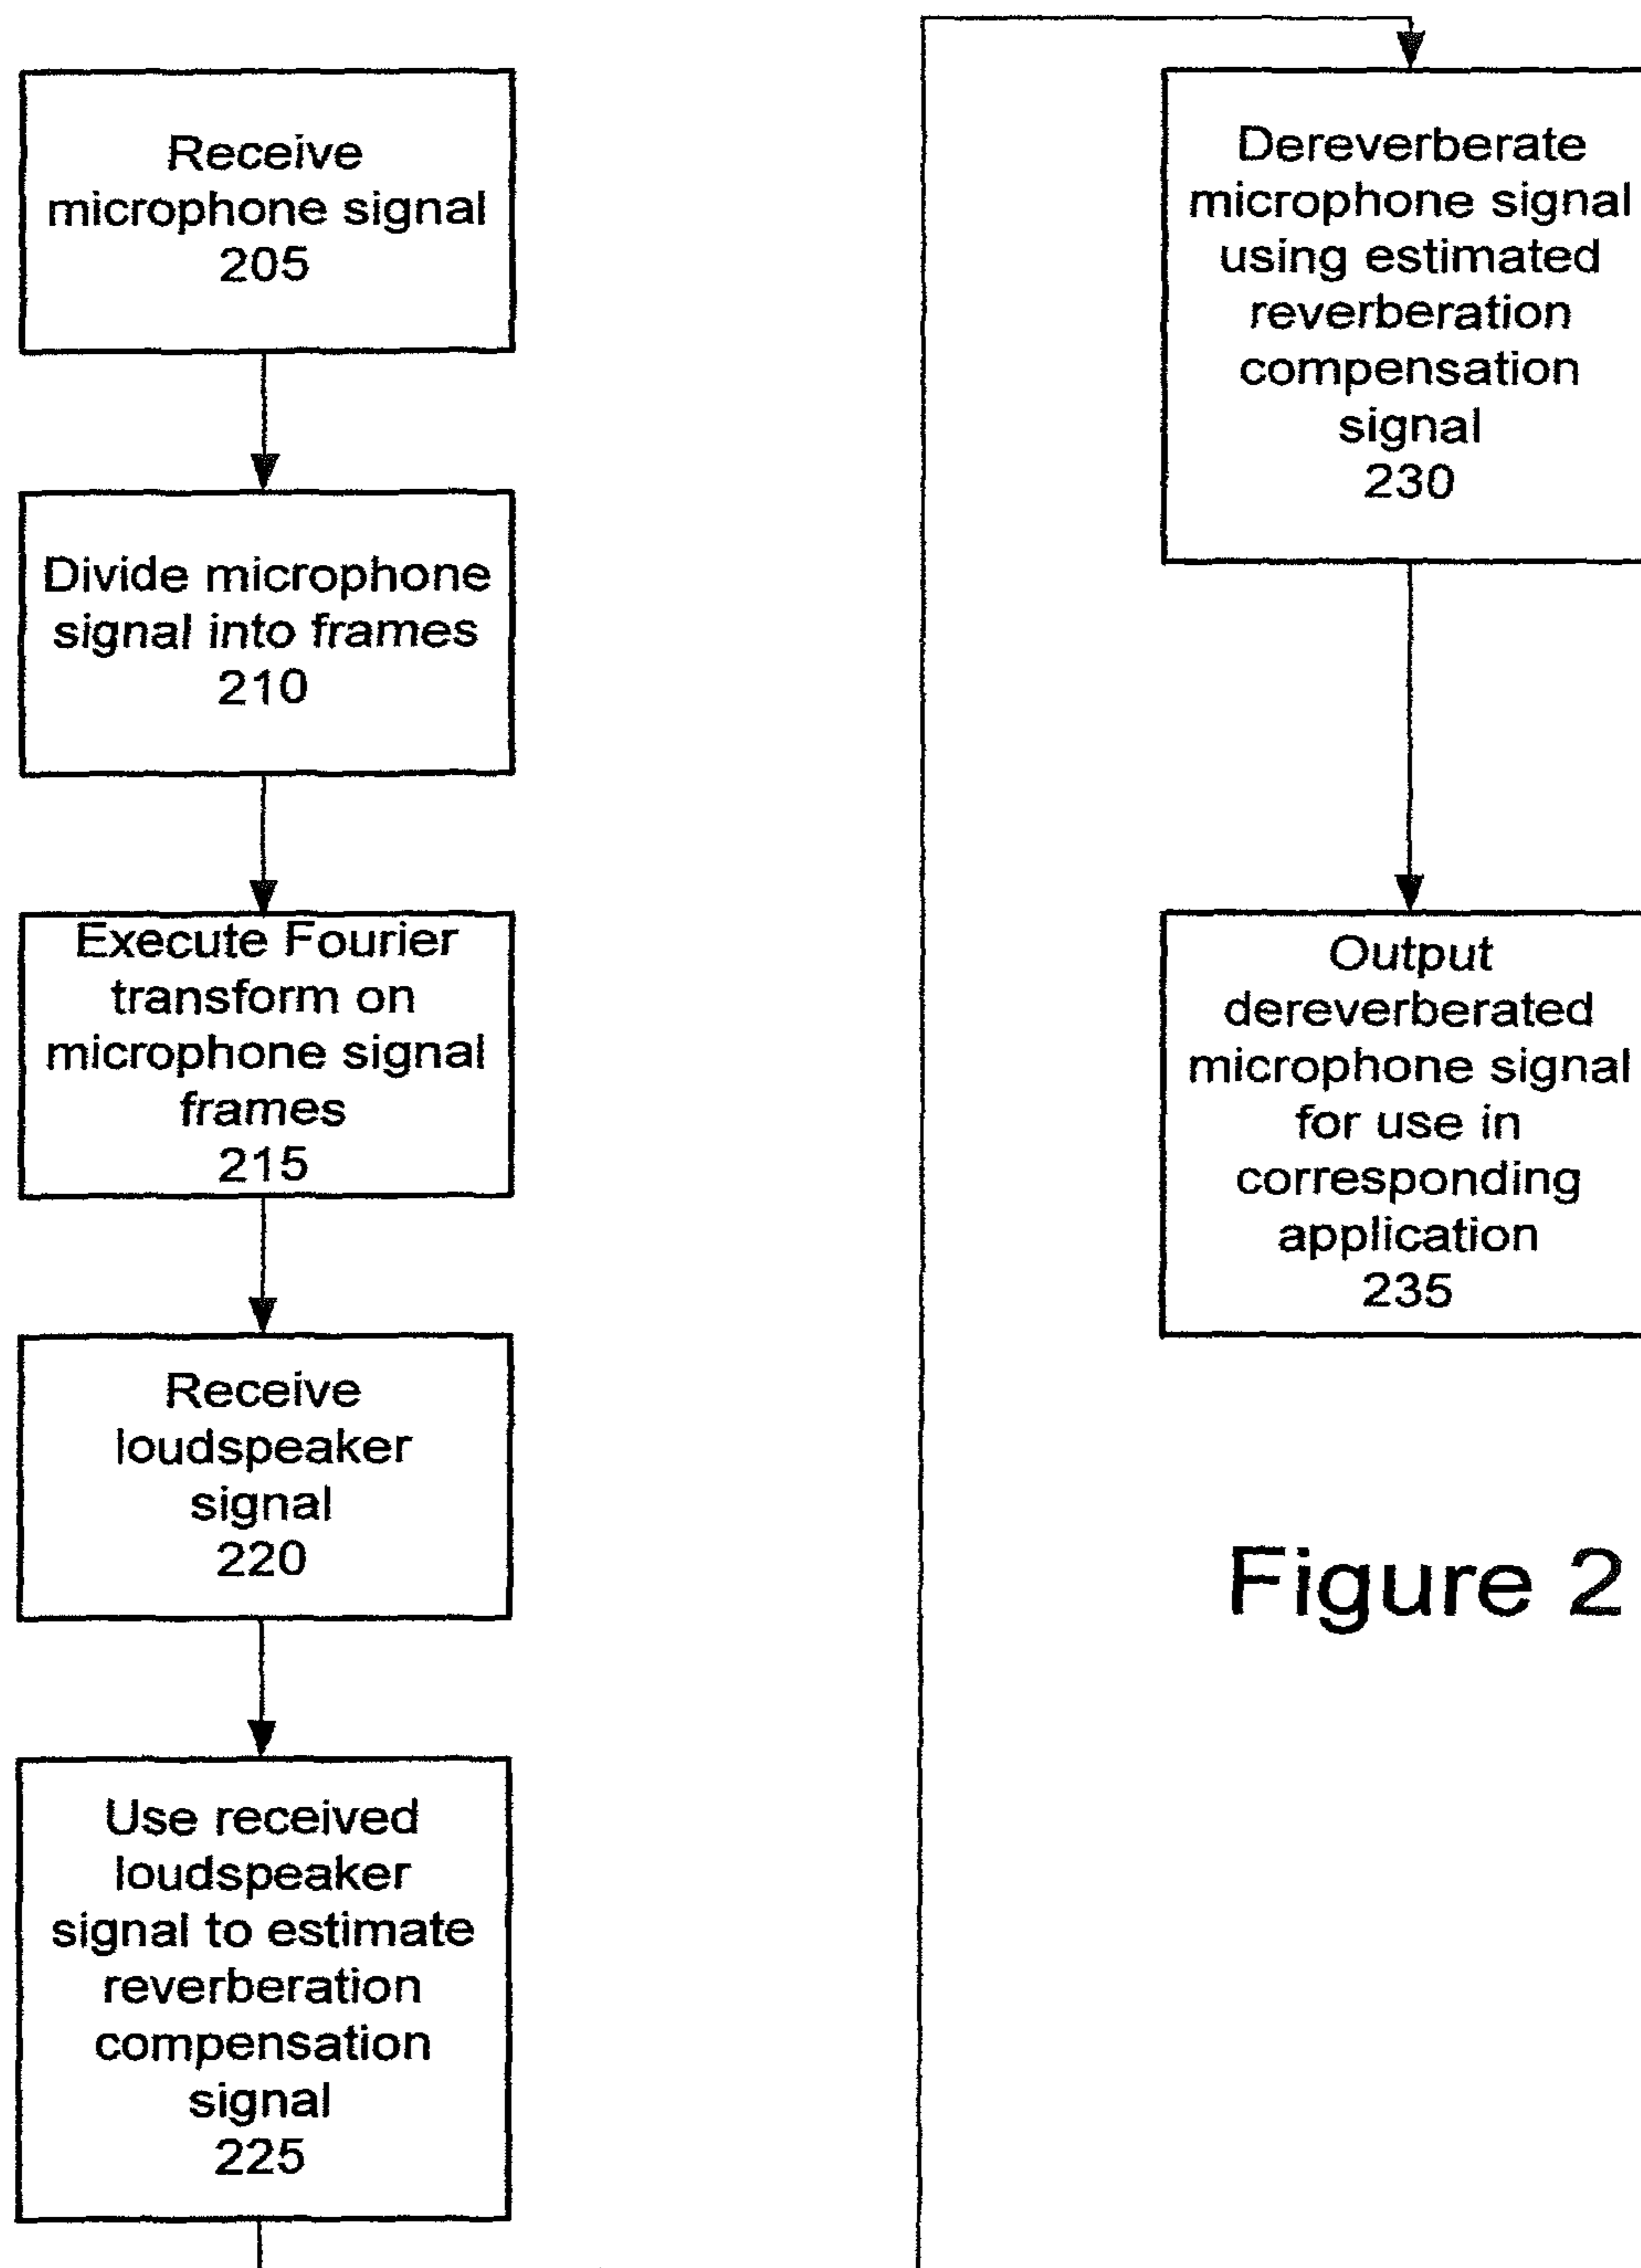 Receive
microphone signal
205
Divide microphone
signal into frames
210
Execute Fourier
transform on
microphone signal
frames
215
Receive
loudspeaker
signal
220
Use received
loudspeaker
signal to estimate
reverberation
compensation
signal
225
Dereverberate
microphone signal
using estimated
reverberation
compensation
signal
230
Output
dereverberated
microphone signal
for use in
corresponding
application
235
Figure 2